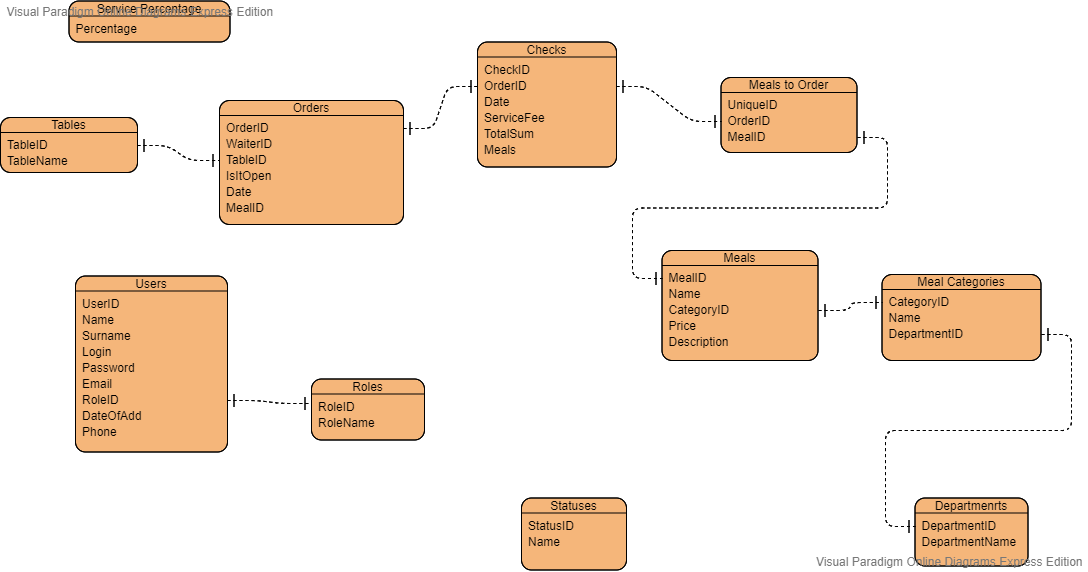 Visual Paradigm Online Diagrams Express Edition
Service Percentage
Percentage
Checks
CheckID
OrderID
Date
ServiceFee
TotalSum
Meals
Meals to Order
UniqueID
OrderID
MealID
Orders
OrderID
WaiterID
TableID
IsItOpen
Date
MealID
Tables
TableID
TableName
Meals
MealID
Name
CategoryID
Price
Description
Meal Categories
CategoryID
Name
DepartmentID
Users
UserID
Name
Surname
Login
Password
Email
RoleID
DateOfAdd
Phone
Roles
RoleID
RoleName
Statuses
StatusID
Name
Departmenrts
DepartmentID
DepartmentName
Visual Paradigm Online Diagrams Express Edition